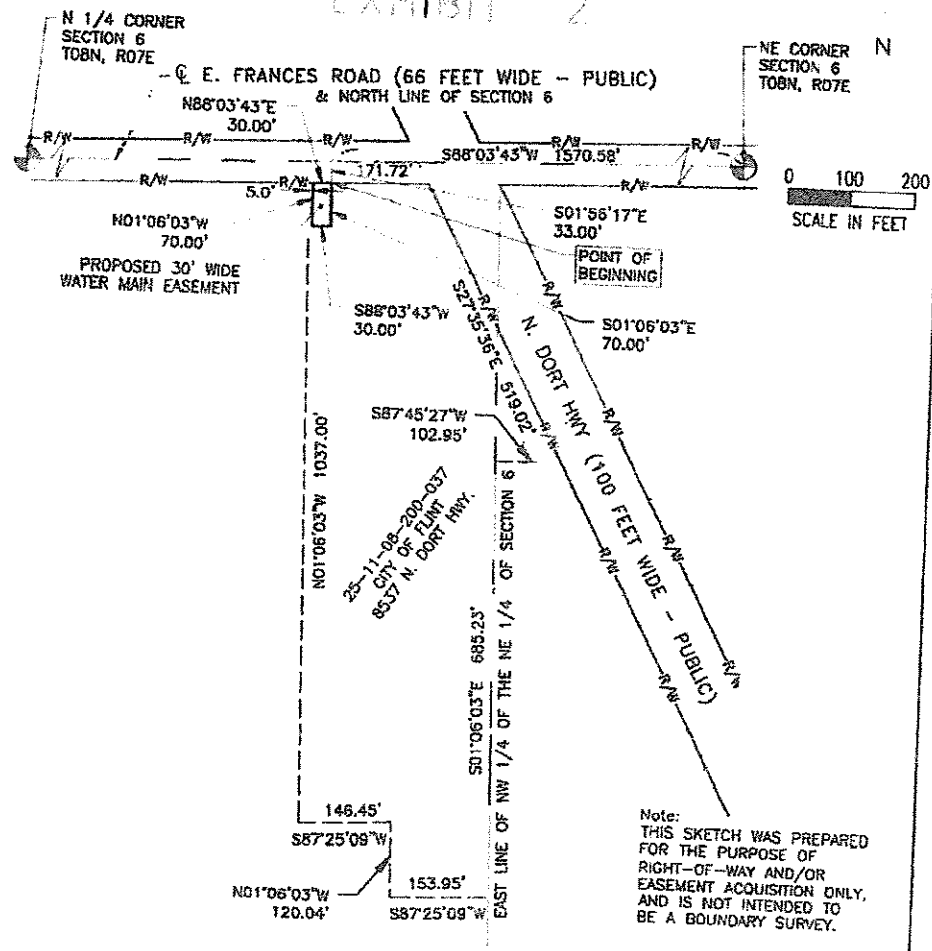 EXHIBIT 2
N 1/4 CORNER
SECTION 6
T08N, R07E
NE CORNER
SECTION 6
T08N, R07E
N
℄ E. FRANCES ROAD (66 FEET WIDE - PUBLIC)
& NORTH LINE OF SECTION 6
N88°03'43"E
30.00'
R/W
R/W
R/W
R/W
S88°03'43"W 1570.58'
R/W
R/W
171.72'
R/W
5.0'
0 100 200
SCALE IN FEET
N01°06'03"W
70.00'
S01°56'17"E
33.00'
POINT OF
BEGINNING
PROPOSED 30' WIDE
WATER MAIN EASEMENT
S88°03'43"W
30.00'
S01°06'03"E
70.00'
R/W
R/W
S27°35'36"E 519.02'
N. DORT HWY (100 FEET WIDE - PUBLIC)
R/W
R/W
R/W
R/W
R/W
R/W
S87°45'27"W
102.95'
N01°06'03"W 1037.00'
25-11-08-200-037
CITY OF FLINT
8537 N. DORT HWY.
S01°06'03"E 685.23'
EAST LINE OF NW 1/4 OF THE NE 1/4 OF SECTION 6
146.45'
S87°25'09"W
N01°06'03"W
120.04'
153.95'
S87°25'09"W
Note:
THIS SKETCH WAS PREPARED
FOR THE PURPOSE OF
RIGHT-OF-WAY AND/OR
EASEMENT ACQUISITION ONLY,
AND IS NOT INTENDED TO
BE A BOUNDARY SURVEY.